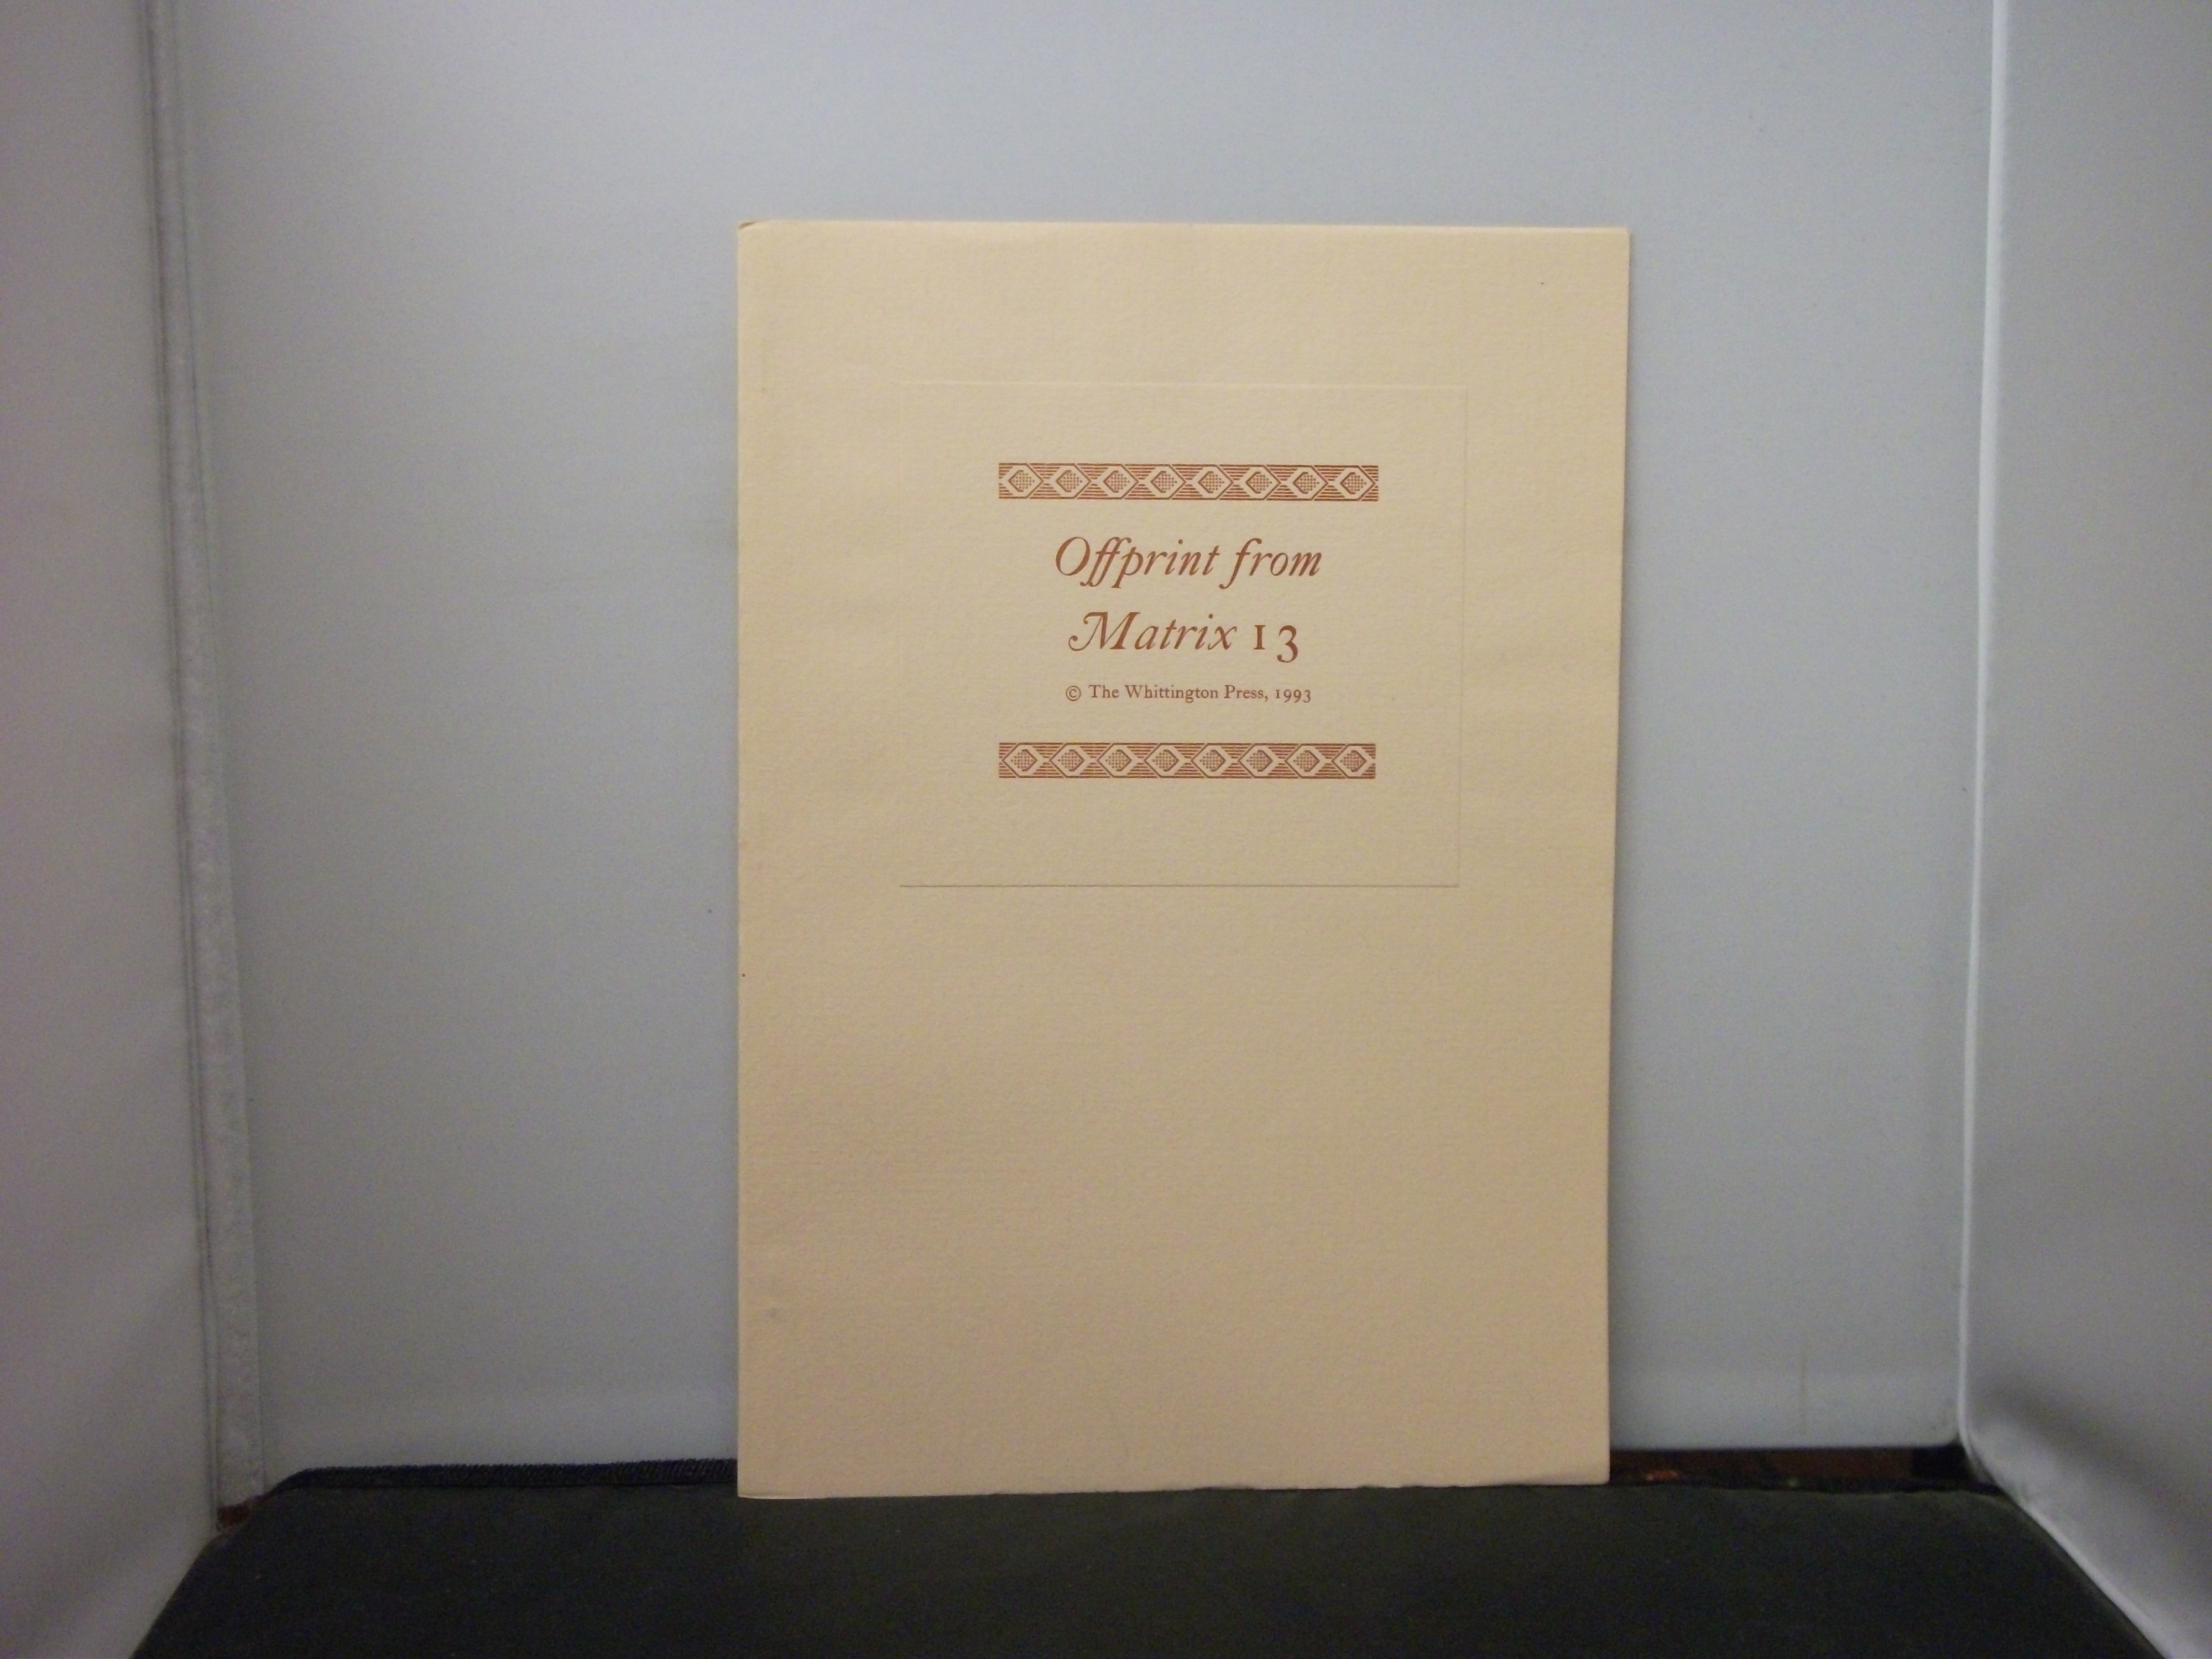 Offprint from
Matrix 13
© The Whittington Press, 1993